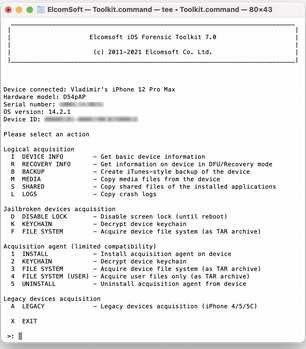 ElcomSoft — Toolkit.command — tee ◂ Toolkit.command — 80×43
Elcomsoft iOS Forensic Toolkit 7.0
(c) 2011-2021 Elcomsoft Co. Ltd.
Device connected: Vladimir's iPhone 12 Pro Max
Hardware model: D54pAP
Serial number:
OS version: 14.2.1
Device ID:
Please select an action
Logical acquisition
I DEVICE INFO - Get basic device information
R RECOVERY INFO - Get information on device in DFU/Recovery mode
B BACKUP - Create iTunes-style backup of the device
M MEDIA - Copy media files from the device
S SHARED - Copy shared files of the installed applications
L LOGS - Copy crash logs
Jailbroken devices acquisition
D DISABLE LOCK - Disable screen lock (until reboot)
K KEYCHAIN - Decrypt device keychain
F FILE SYSTEM - Acquire device file system (as TAR archive)
Acquisition agent (limited compatibility)
1 INSTALL - Install acquisition agent on device
2 KEYCHAIN - Decrypt device keychain
3 FILE SYSTEM - Acquire device file system (as TAR archive)
4 FILE SYSTEM (USER) - Acquire user files only (as TAR archive)
5 UNINSTALL - Uninstall acquisition agent from device
Legacy devices acquisition
A LEGACY - Legacy devices acquisition (iPhone 4/5/5C)
X EXIT
>: